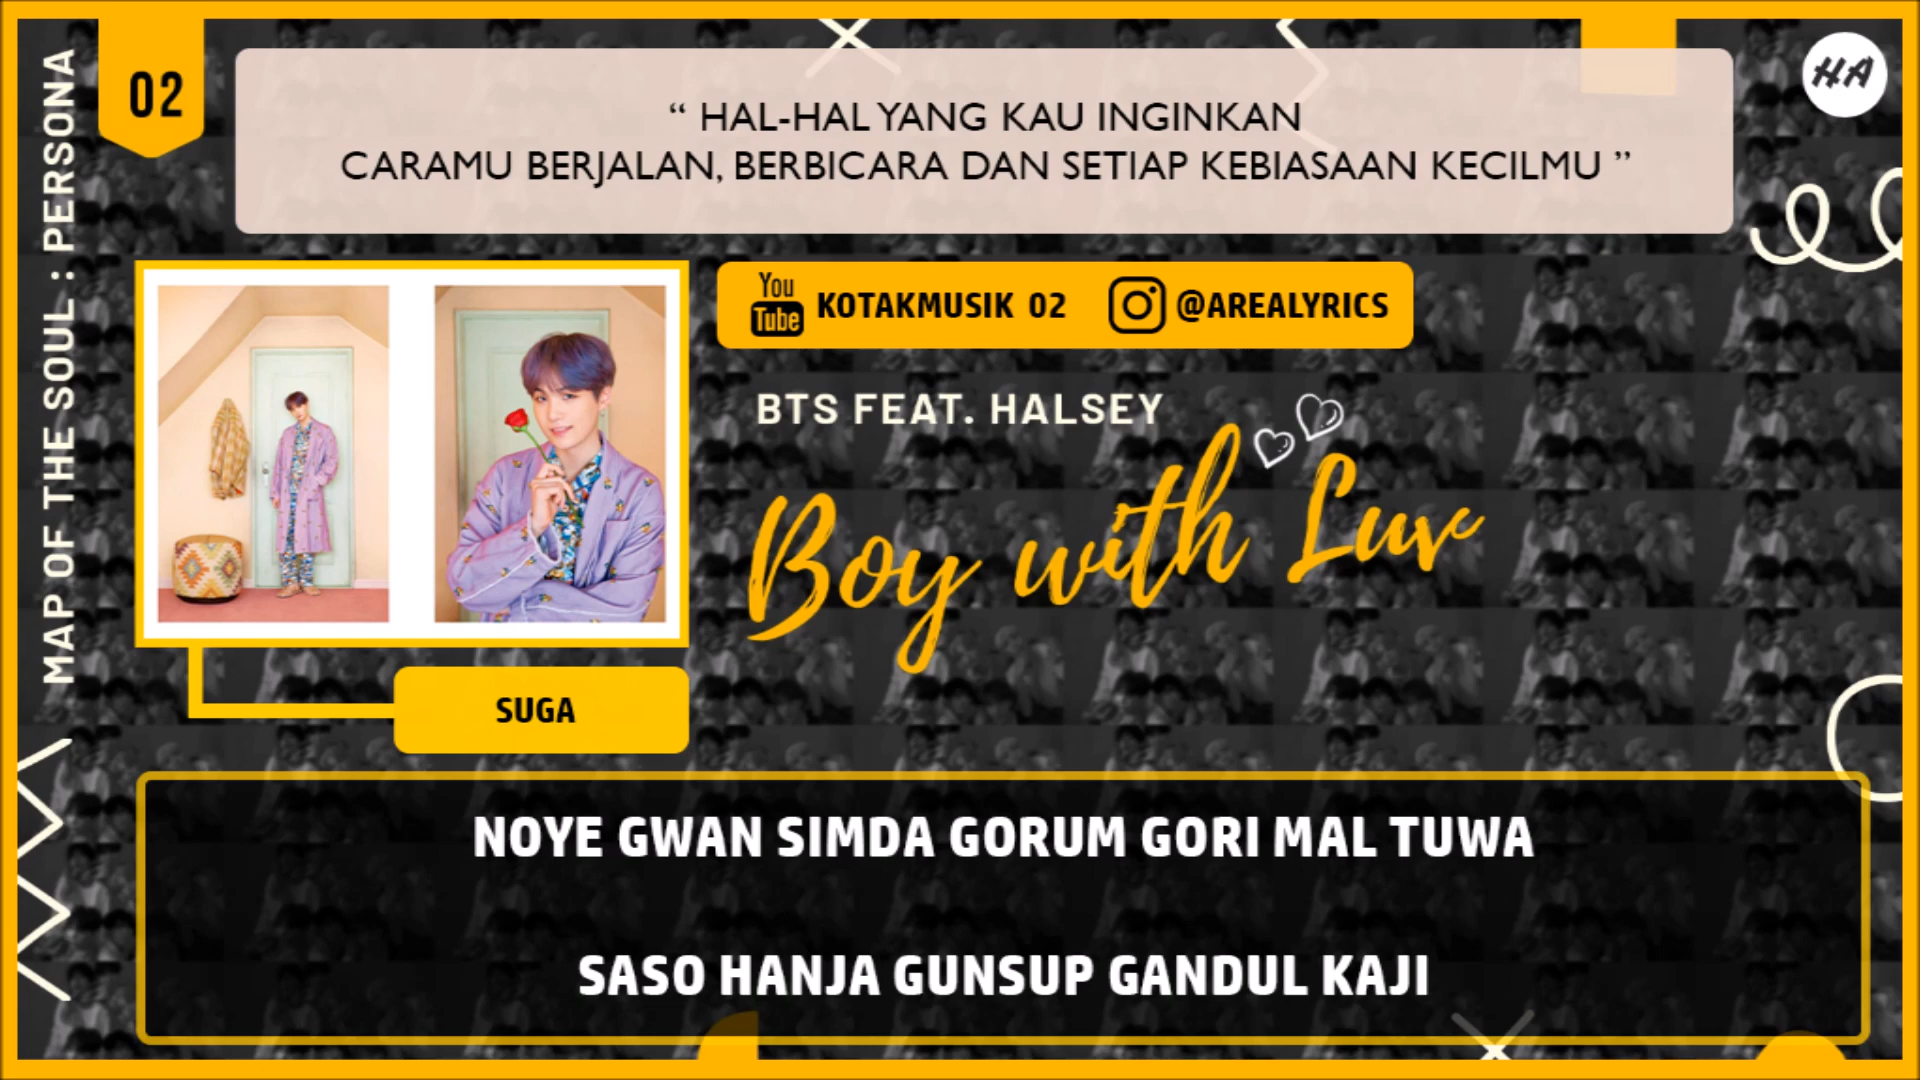 MAP OF THE SOUL : PERSONA
02
“ HAL-HAL YANG KAU INGINKAN
CARAMU BERJALAN, BERBICARA DAN SETIAP KEBIASAAN KECILMU ”
HA
You Tube KOTAKMUSIK 02 @AREALYRICS
BTS FEAT. HALSEY
Boy with Luv
SUGA
NOYE GWAN SIMDA GORUM GORI MAL TUWA
SASO HANJA GUNSUP GANDUL KAJI